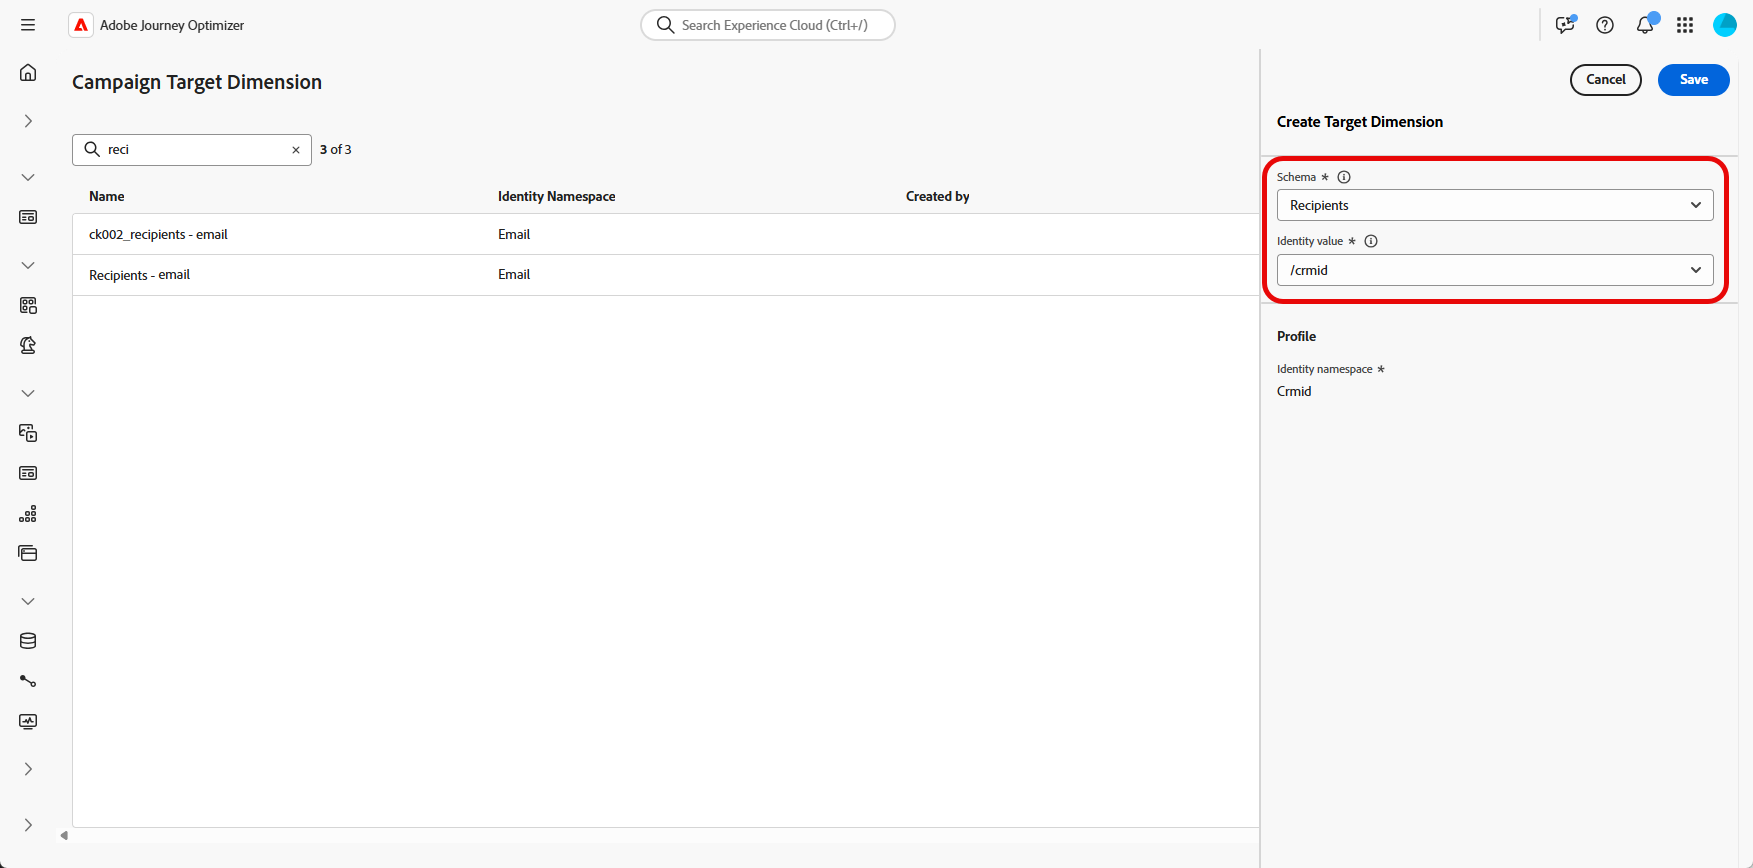 Adobe Journey Optimizer
Search Experience Cloud (Ctrl+/)
Campaign Target Dimension
reci
3 of 3
Name Identity Namespace Created by
ck002_recipients - email Email
Recipients - email Email
Cancel Save
Create Target Dimension
Schema *
Recipients
Identity value *
/crmid
Profile
Identity namespace *
Crmid